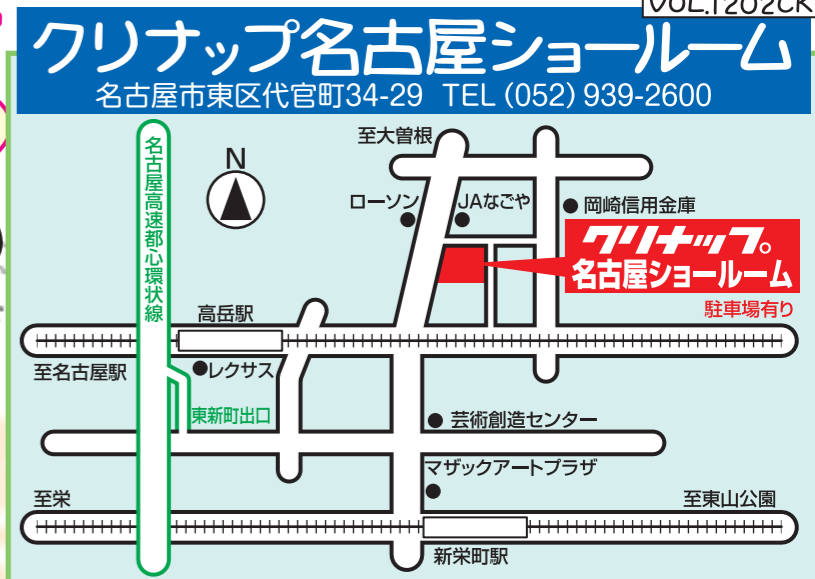 VOL.1202CK
クリナップ名古屋ショールーム
名古屋市東区代官町34-29 TEL (052) 939-2600
至大曽根
名古屋高速都心環状線
N
ローソン
JAなごや
岡崎信用金庫
クリナップ。
名古屋ショールーム
駐車場有り
高岳駅
至名古屋駅
レクサス
東新町出口
芸術創造センター
マザックアートプラザ
至栄
至東山公園
新栄町駅